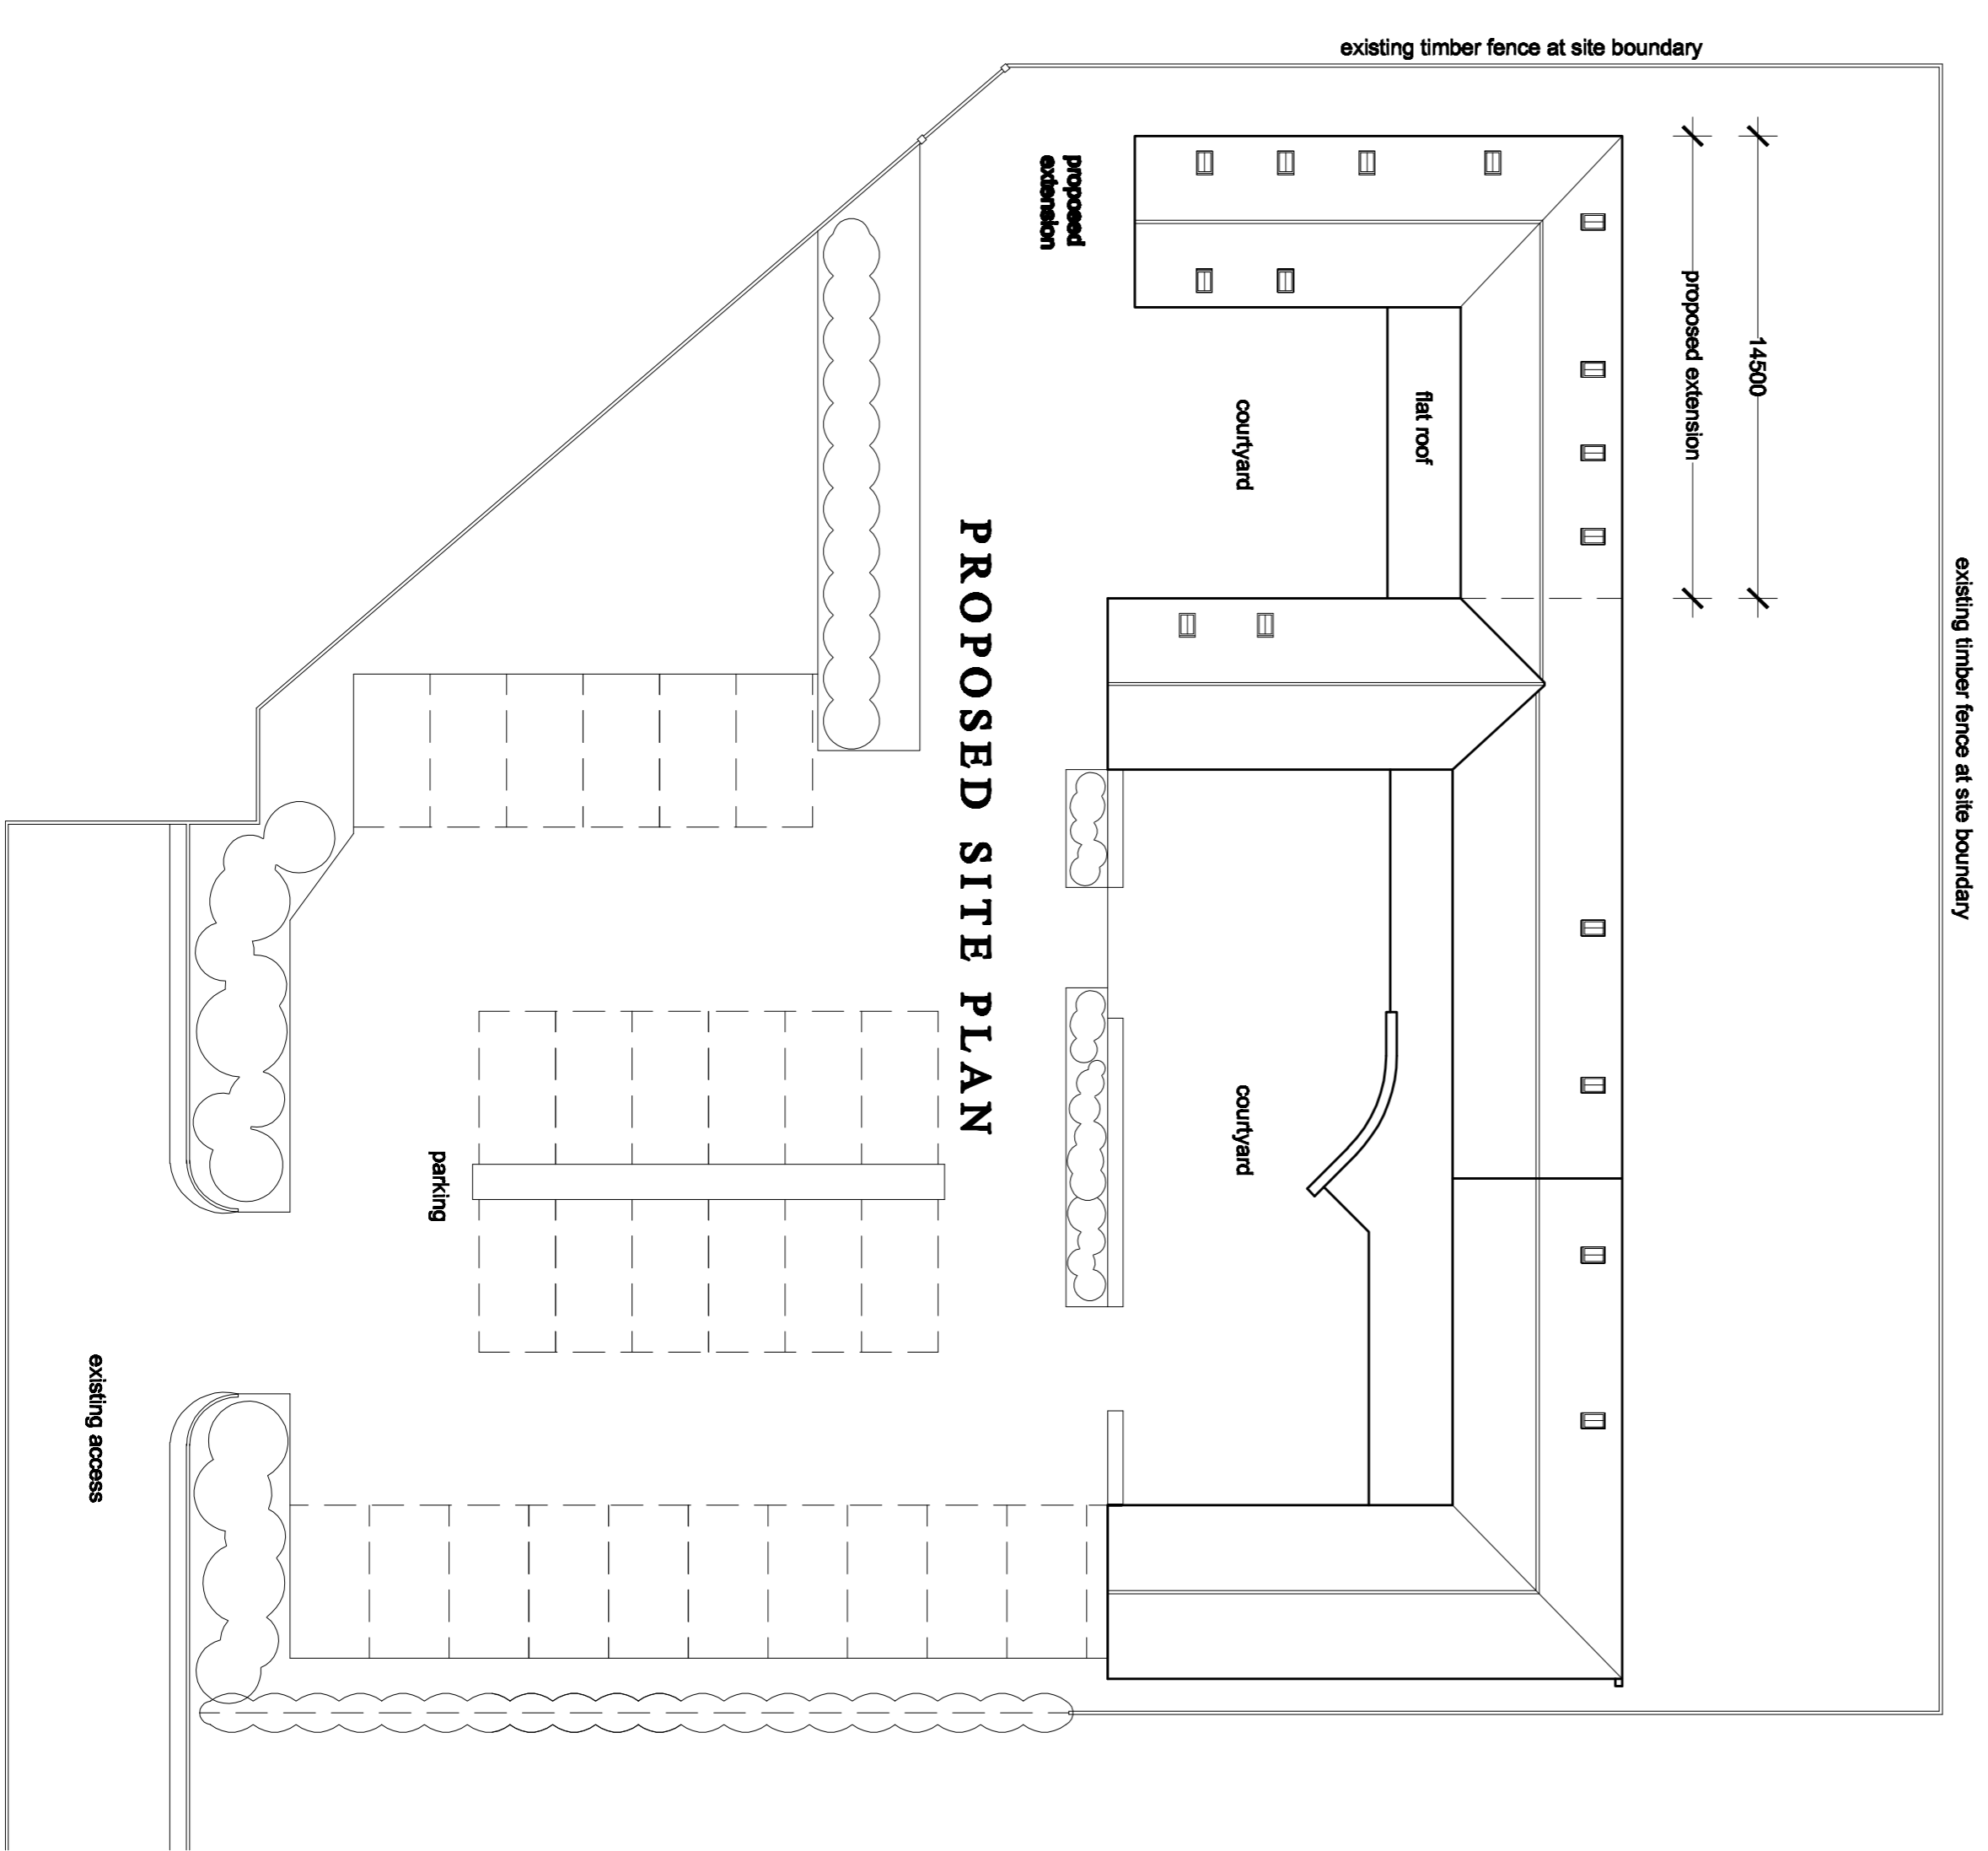 existing timber fence at site boundary
existing timber fence at site boundary
14500
proposed extension
flat roof
courtyard
courtyard
proposed
extension
PROPOSED SITE PLAN
parking
existing access